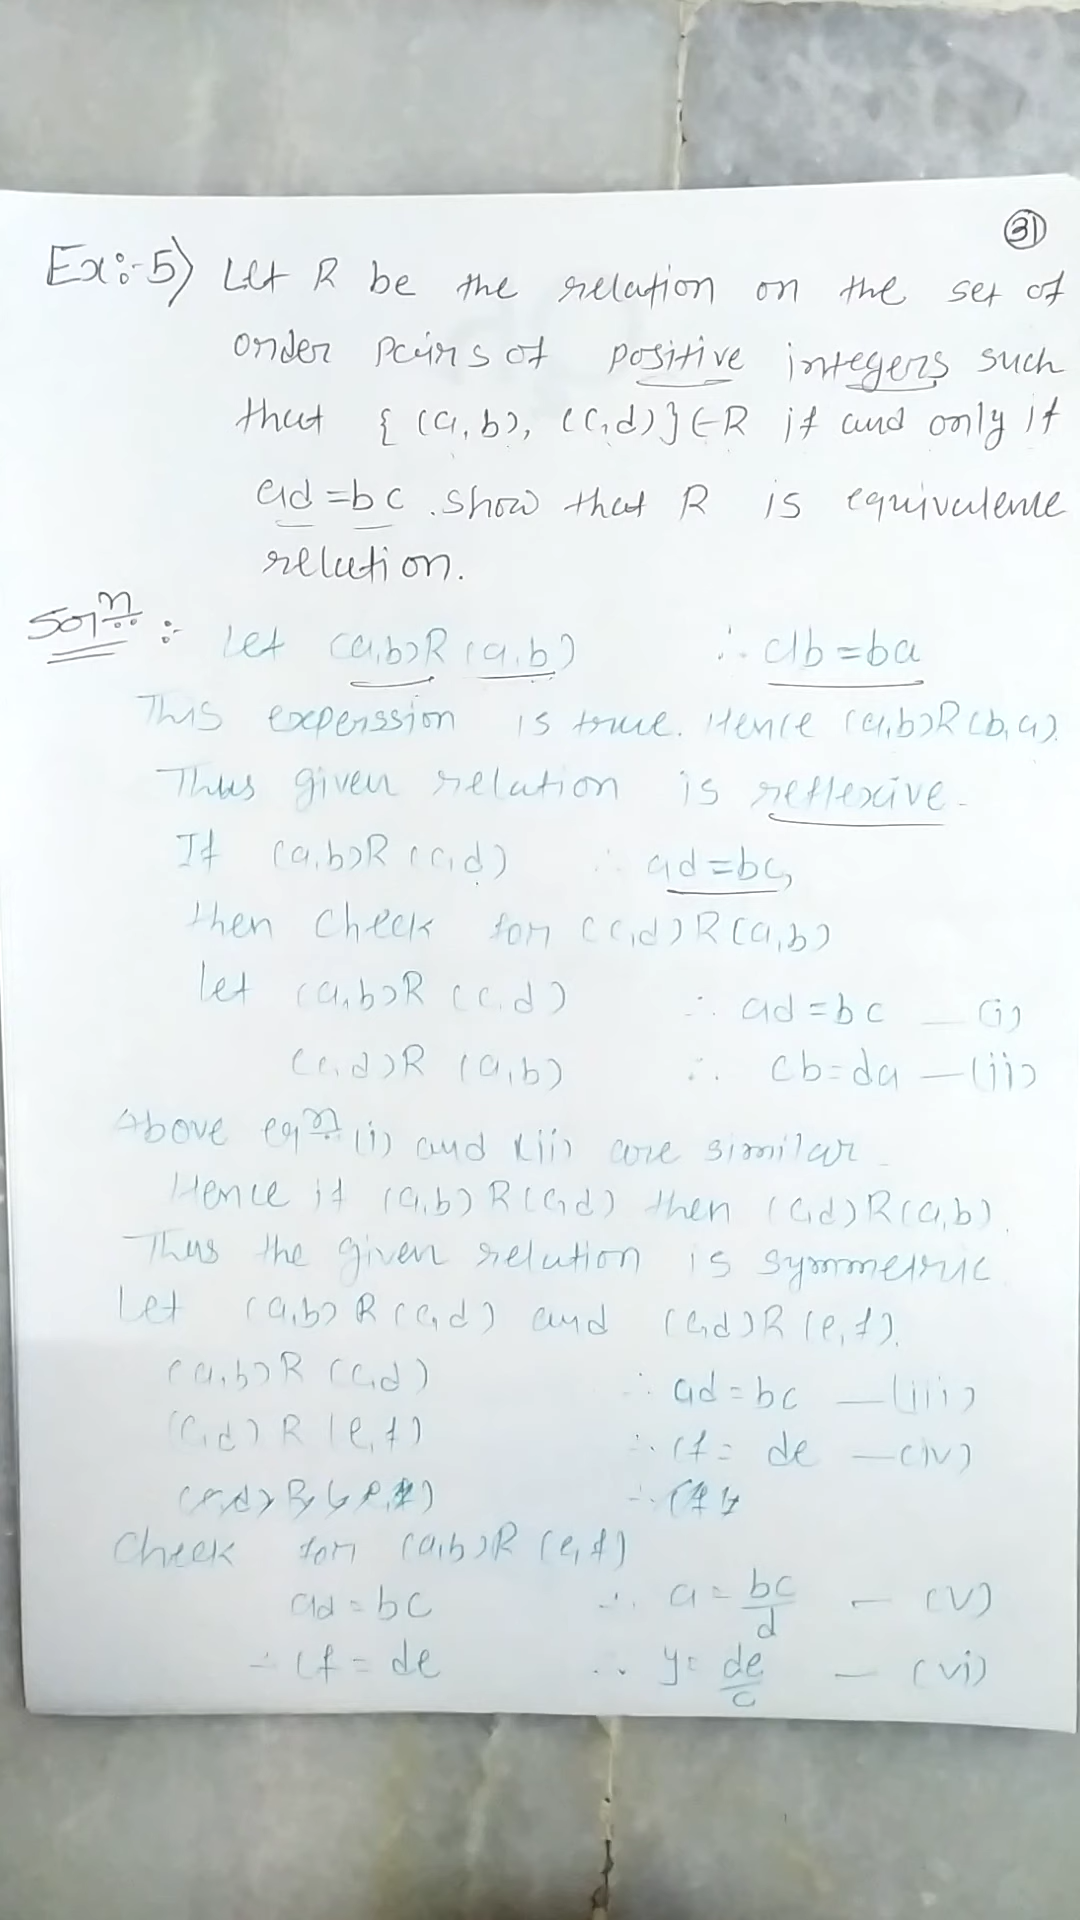 31
Ex:-5) Let R be the relation on the set of
order pairs of positive integers such
that { (a,b), (c,d)} ∈ R if and only if
ad = bc . show that R is equivalence
relation.
Solⁿ :- Let (a,b)R(a,b) ∴ ab = ba
This experssion is true. Hence (a,b)R(b,a).
Thus given relation is reflexive.
If (a,b)R(c,d) ∴ ad = bc,
then check for (c,d)R(a,b)
let (a,b)R(c,d) ∴ ad = bc — (i)
(c,d)R(a,b) ∴ cb = da — (ii)
Above eqⁿ (i) and (ii) are similar.
Hence if (a,b)R(c,d) then (c,d)R(a,b).
Thus the given relation is symmetric
Let (a,b)R(c,d) and (c,d)R(e,f).
(a,b)R(c,d) ∴ ad = bc — (iii)
(c,d)R(e,f) ∴ cf = de — (iv)
Check for (a,b)R(e,f)
ad = bc ∴ a = bc/d — (v)
∴ cf = de ∴ y = de/c — (vi)